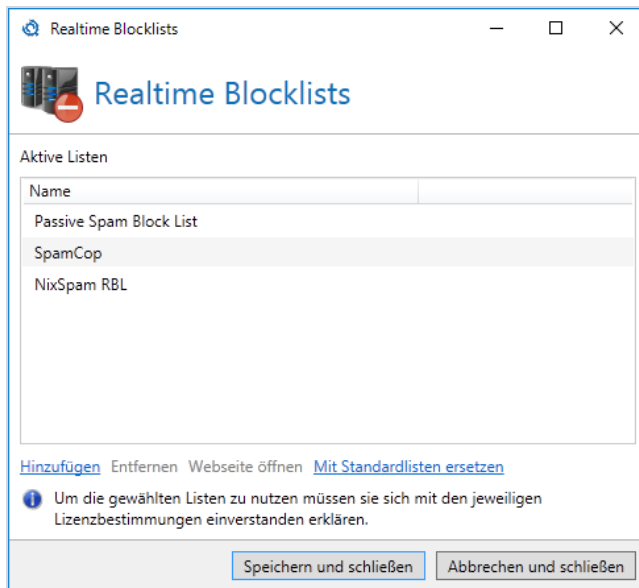 Realtime Blocklists
Realtime Blocklists
Aktive Listen
Name
Passive Spam Block List
SpamCop
NixSpam RBL
Hinzufügen Entfernen Webseite öffnen Mit Standardlisten ersetzen
Um die gewählten Listen zu nutzen müssen sie sich mit den jeweiligen
Lizenzbestimmungen einverstanden erklären.
Speichern und schließen Abbrechen und schließen